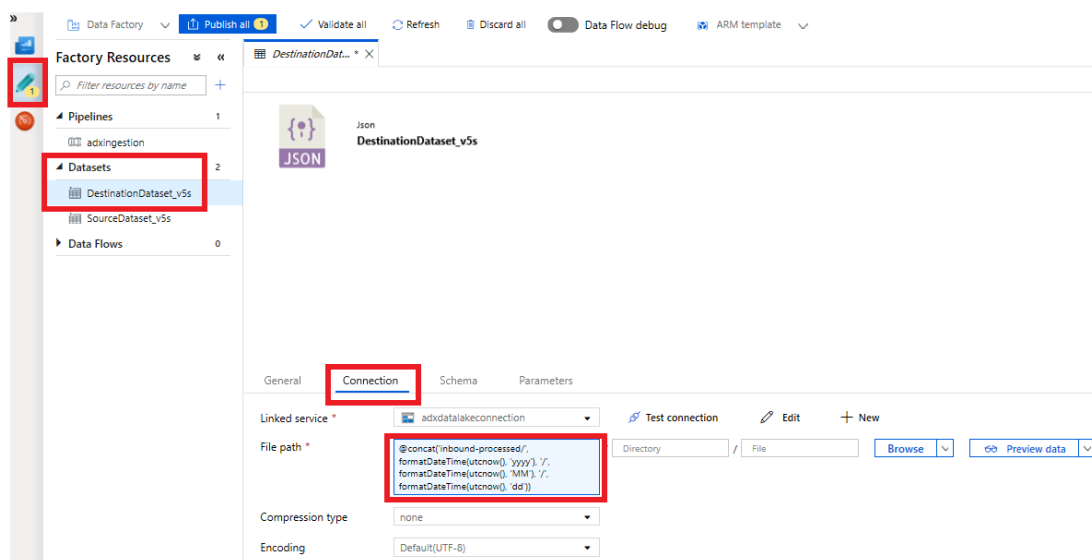 »
Data Factory
Publish all 1
Validate all
Refresh
Discard all
Data Flow debug
ARM template
Factory Resources
«
DestinationDat... *
1
Filter resources by name
+
Pipelines 1
adxingestion
Datasets 2
DestinationDataset_v5s
SourceDataset_v5s
Data Flows 0
{ } JSON
Json
DestinationDataset_v5s
General
Connection
Schema
Parameters
Linked service *
adxdatalakeconnection
Test connection
Edit
+ New
File path *
@concat('inbound-processed/',
formatDateTime(utcnow(), 'yyyy'), '/',
formatDateTime(utcnow(), 'MM'), '/',
formatDateTime(utcnow(), 'dd'))
/ Directory / File
Browse
Preview data
Compression type
none
Encoding
Default(UTF-8)